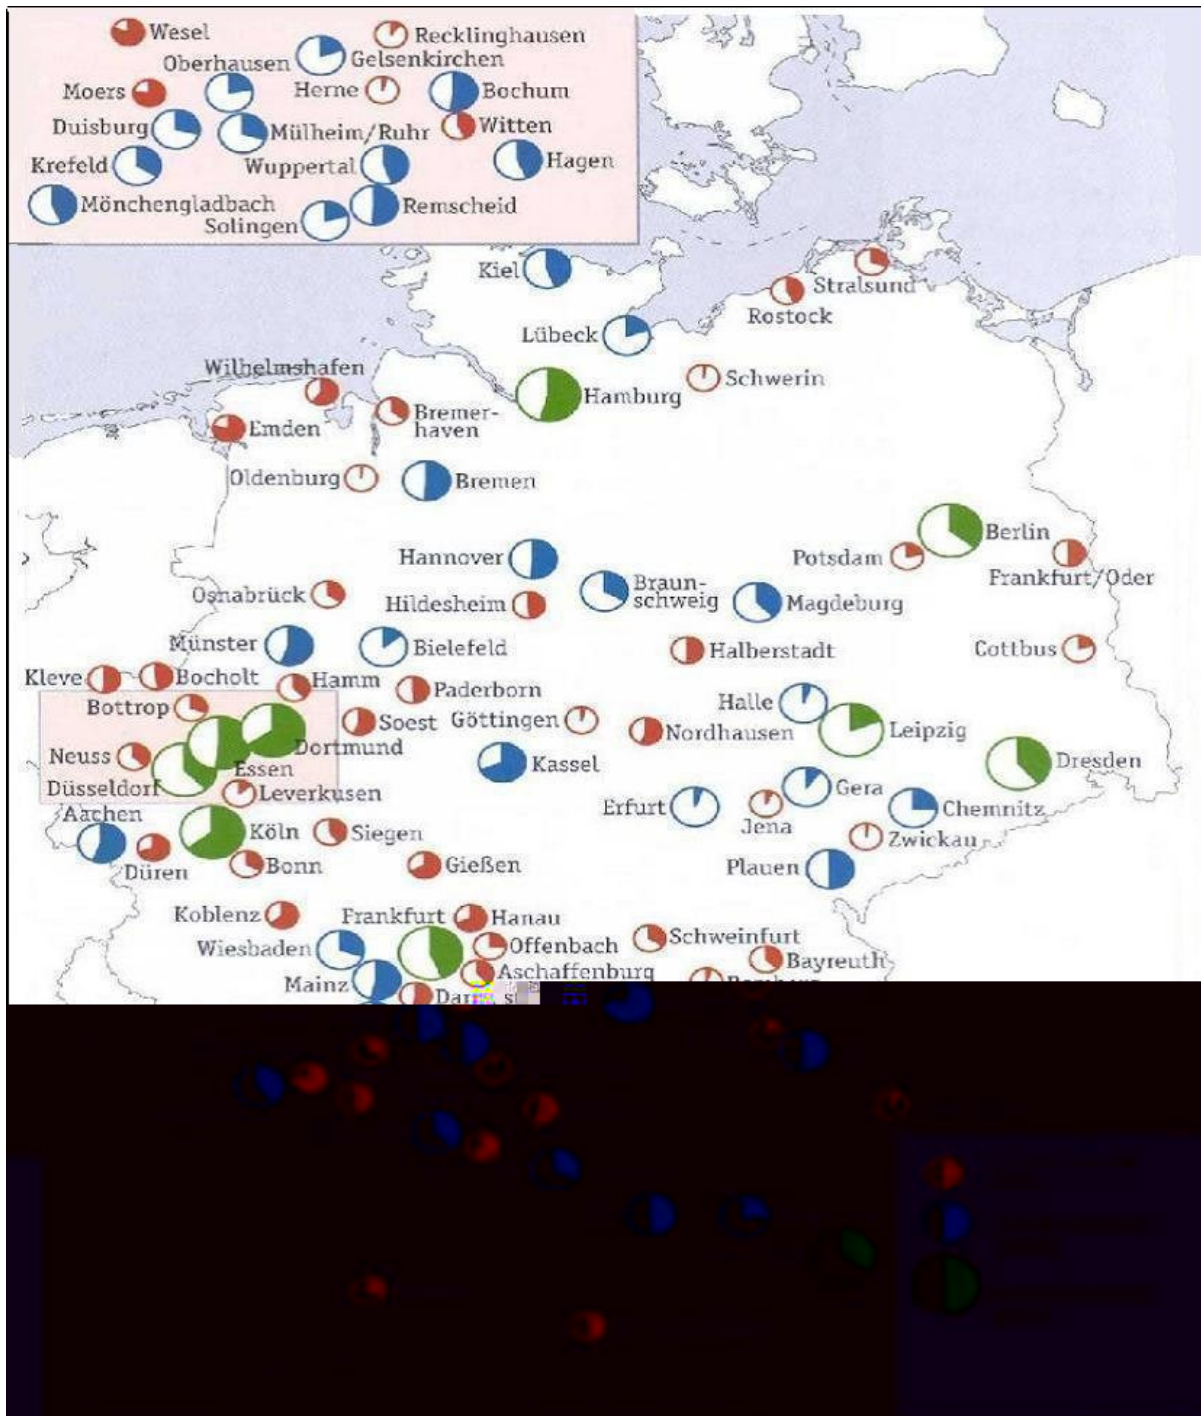 Wesel
Recklinghausen
Oberhausen
Gelsenkirchen
Moers
Herne
Bochum
Duisburg
Mülheim/Ruhr
Witten
Krefeld
Wuppertal
Hagen
Mönchengladbach
Remscheid
Solingen
Kiel
Stralsund
Rostock
Lübeck
Wilhelmshafen
Schwerin
Hamburg
Bremer-
haven
Emden
Oldenburg
Bremen
Berlin
Hannover
Potsdam
Frankfurt/Oder
Braun-
schweig
Osnabrück
Hildesheim
Magdeburg
Münster
Bielefeld
Halberstadt
Cottbus
Kleve
Bocholt
Hamm
Paderborn
Bottrop
Halle
Soest
Göttingen
Nordhausen
Leipzig
Dortmund
Neuss
Essen
Kassel
Dresden
Düsseldorf
Leverkusen
Gera
Erfurt
Chemnitz
Aachen
Jena
Köln
Siegen
Zwickau
Düren
Bonn
Gießen
Plauen
Koblenz
Frankfurt
Hanau
Wiesbaden
Offenbach
Schweinfurt
Bayreuth
Aschaffenburg
Mainz